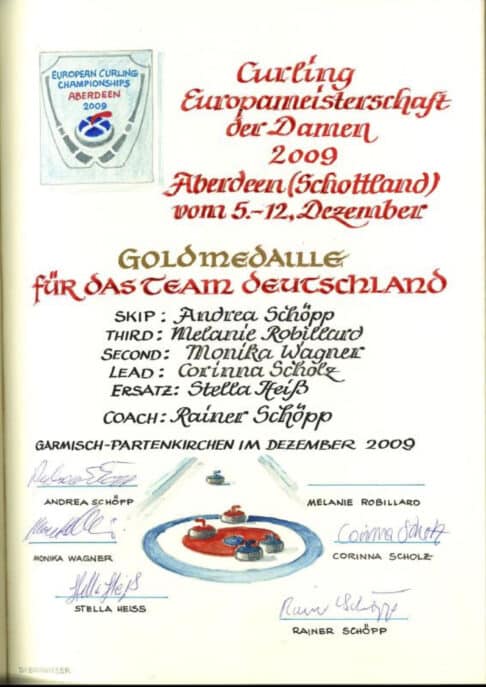 EUROPEAN CURLING
CHAMPIONSHIPS
ABERDEEN
2009
Curling
Europameisterschaft
der Damen
2009
Aberdeen (Schottland)
vom 5.-12. Dezember
GOLDMEDAILLE
FÜR DAS TEAM DEUTSCHLAND
SKIP: Andrea Schöpp
THIRD: Melanie Robillard
SECOND: Monika Wagner
LEAD: Corinna Scholz
ERSATZ: Stella Heiß
COACH: Rainer Schöpp
GARMISCH-PARTENKIRCHEN IM DEZEMBER 2009
ANDREA SCHÖPP
MELANIE ROBILLARD
MONIKA WAGNER
Corinna Scholz
CORINNA SCHOLZ
Stella Heiß
STELLA HEISS
Rainer Schöpp
RAINER SCHÖPP